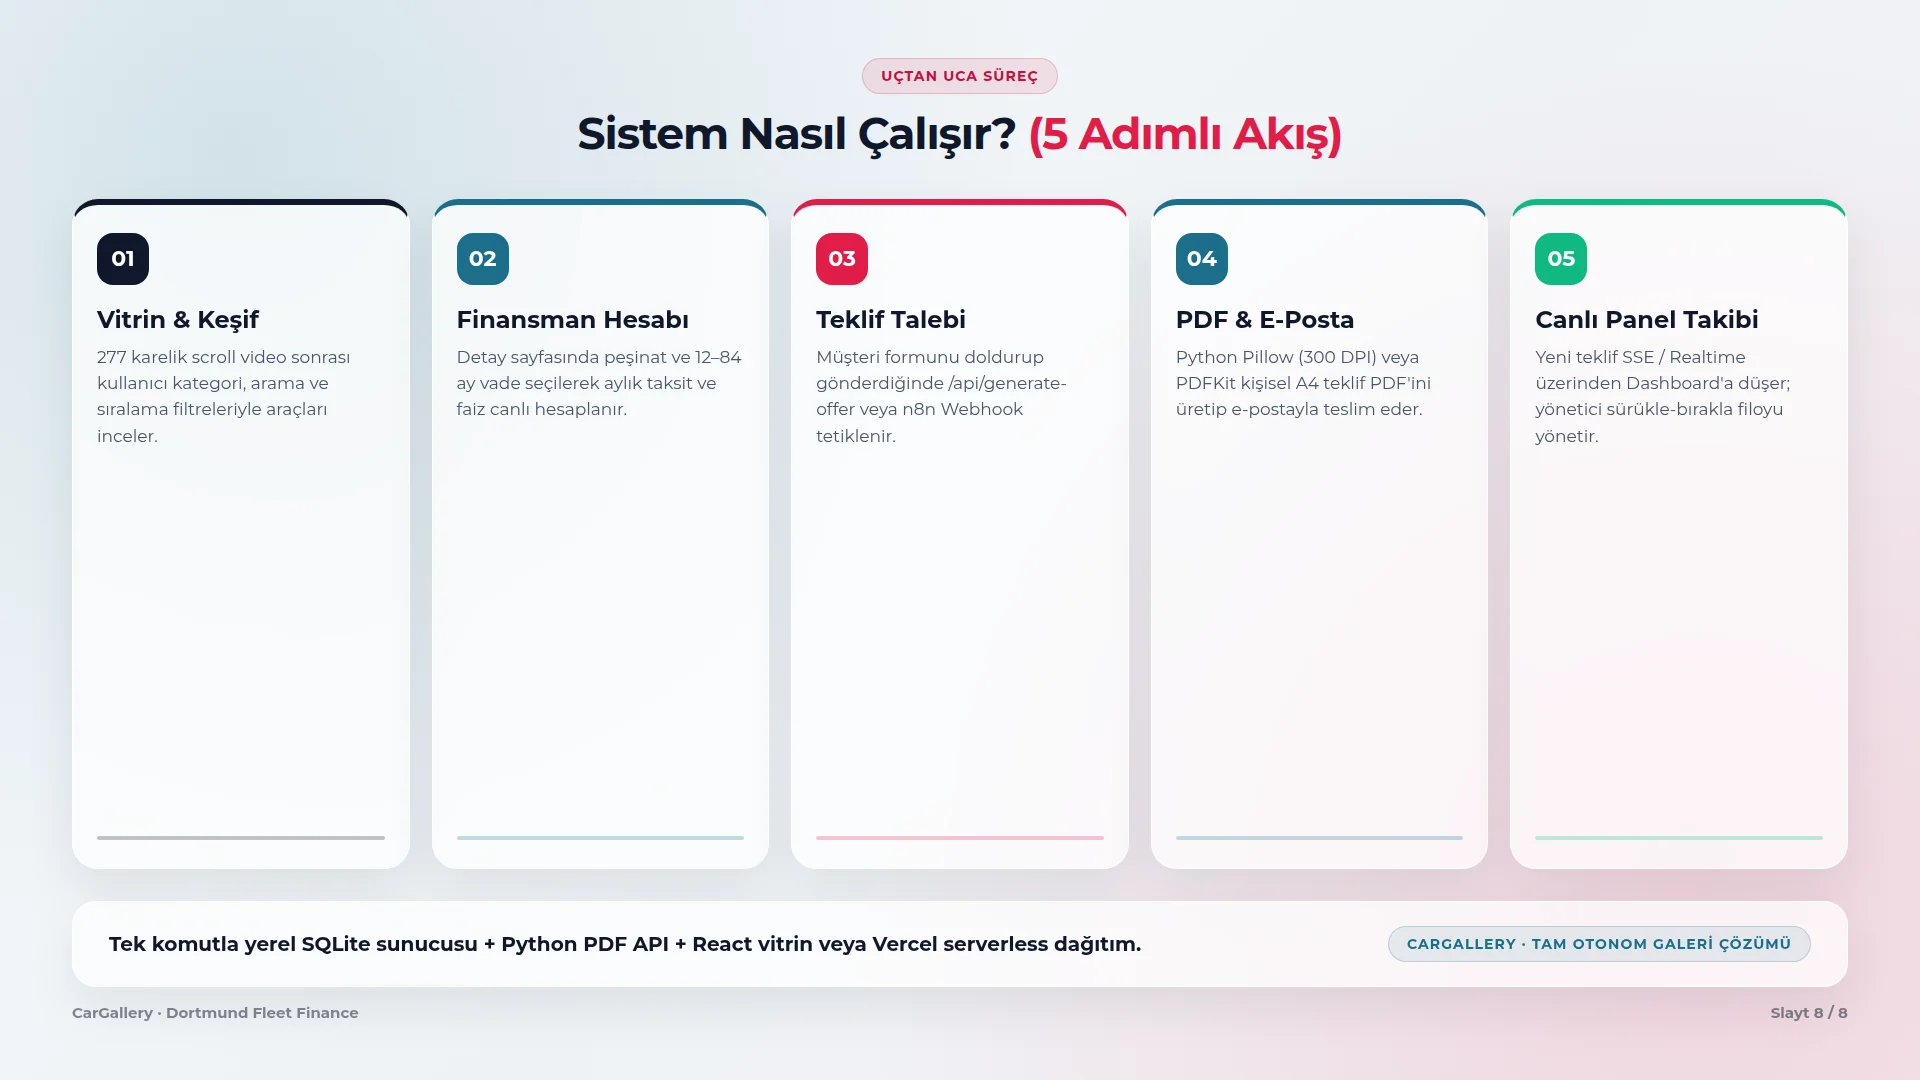 UÇTAN UCA SÜREÇ
Sistem Nasıl Çalışır? (5 Adımlı Akış)
01
Vitrin & Keşif
277 karelik scroll video sonrası
kullanıcı kategori, arama ve
sıralama filtreleriyle araçları
inceler.
02
Finansman Hesabı
Detay sayfasında peşinat ve 12–84
ay vade seçilerek aylık taksit ve
faiz canlı hesaplanır.
03
Teklif Talebi
Müşteri formunu doldurup
gönderdiğinde /api/generate-
offer veya n8n Webhook
tetiklenir.
04
PDF & E-Posta
Python Pillow (300 DPI) veya
PDFKit kişisel A4 teklif PDF'ini
üretip e-postayla teslim eder.
05
Canlı Panel Takibi
Yeni teklif SSE / Realtime
üzerinden Dashboard'a düşer;
yönetici sürükle-bırakla filoyu
yönetir.
Tek komutla yerel SQLite sunucusu + Python PDF API + React vitrin veya Vercel serverless dağıtım.
CARGALLERY · TAM OTONOM GALERİ ÇÖZÜMÜ
CarGallery · Dortmund Fleet Finance
Slayt 8 / 8